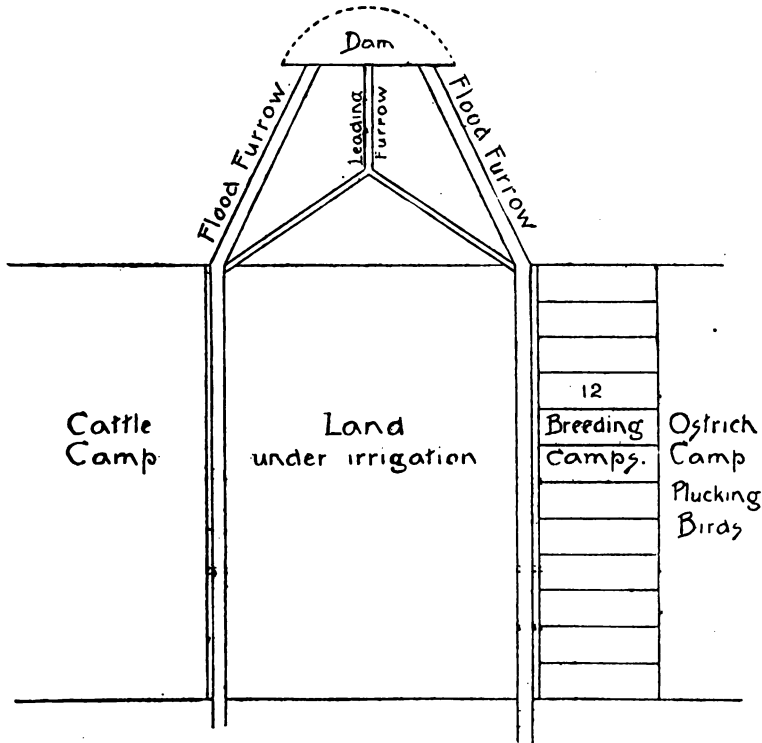 Dam
Flood Furrow
Leading
Furrow
Flood Furrow
Cattle
Camp
Land
under irrigation
12
Breeding
Camps.
Ostrich
Camp
Plucking
Birds